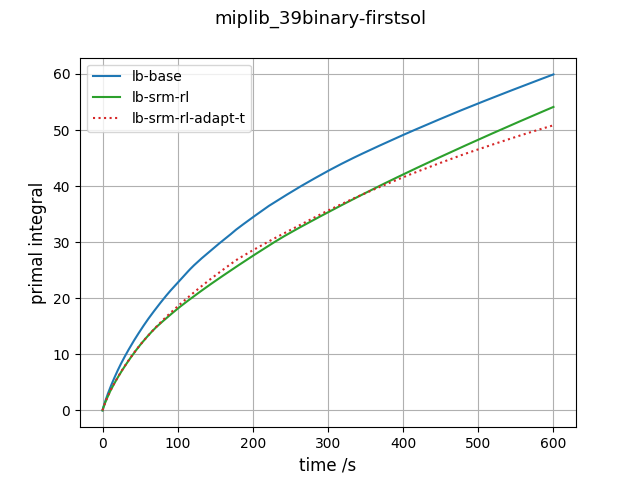 miplib_39binary-firstsol
lb-base
lb-srm-rl
lb-srm-rl-adapt-t
primal integral
60
50
40
30
20
10
0
0 100 200 300 400 500 600
time /s